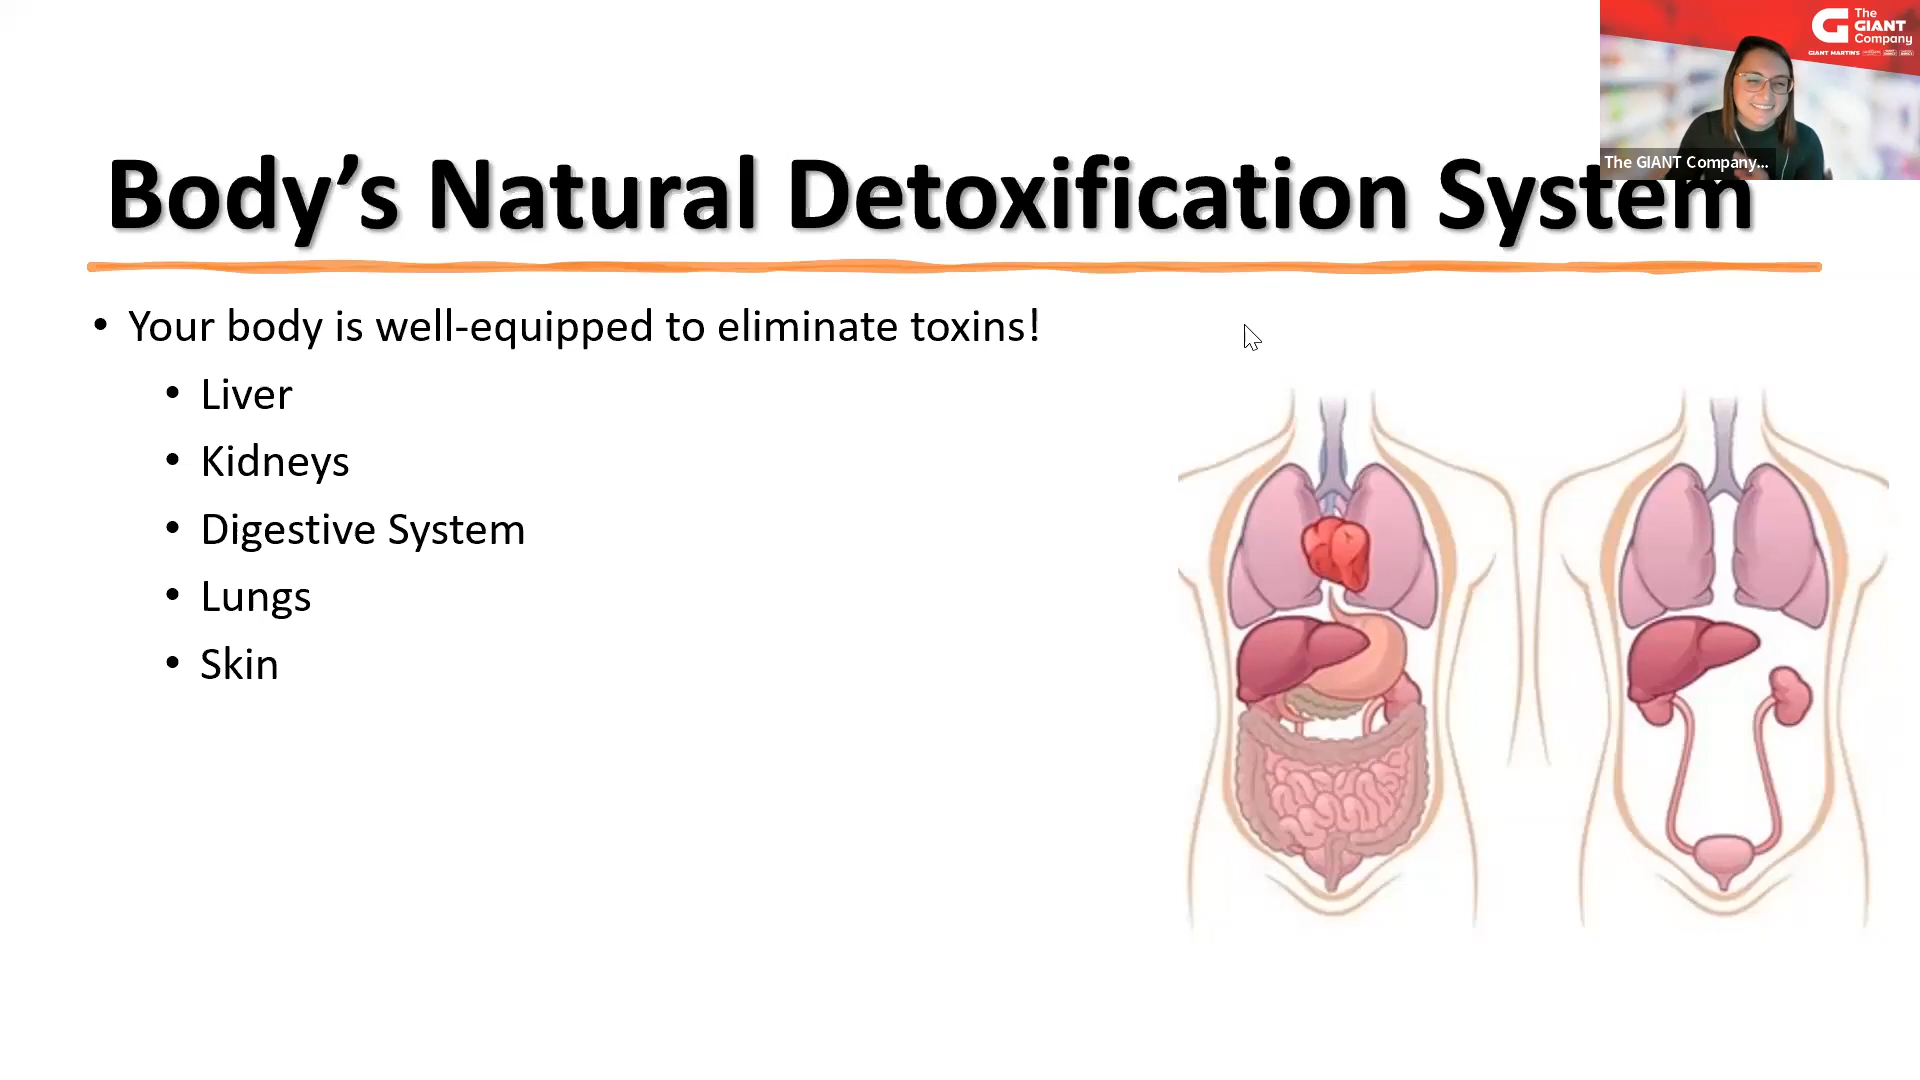 The
GIANT
Company
GIANT MARTIN'S
The GIANT Company...
Body’s Natural Detoxification System
• Your body is well-equipped to eliminate toxins!
• Liver
• Kidneys
• Digestive System
• Lungs
• Skin